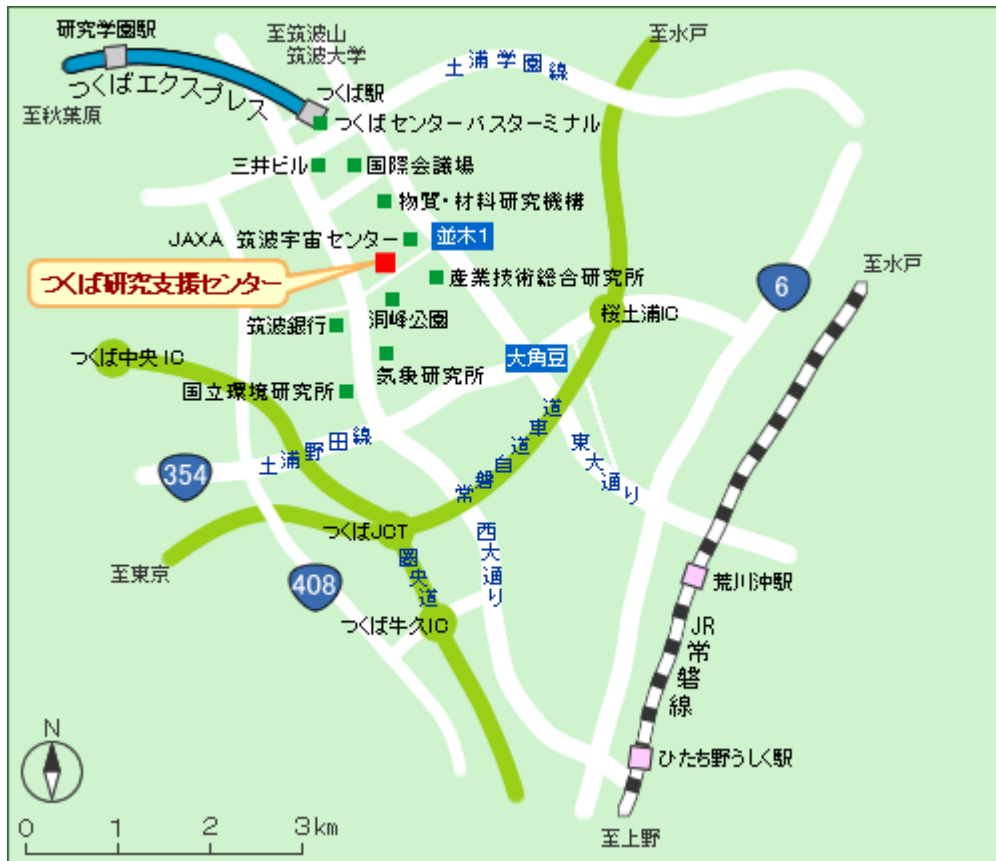 研究学園駅
至筑波山
筑波大学
至水戸
土浦学園線
つくばエクスプレス
つくば駅
至秋葉原
つくばセンターバスターミナル
三井ビル
国際会議場
物質・材料研究機構
JAXA 筑波宇宙センター
並木1
つくば研究支援センター
産業技術総合研究所
至水戸
6
洞峰公園
筑波銀行
桜土浦IC
つくば中央IC
大角豆
気象研究所
国立環境研究所
土浦野田線
常磐自動車道
東大通り
354
つくばJCT
西大通り
圏央道
至東京
408
荒川沖駅
つくば牛久IC
JR常磐線
N
ひたち野うしく駅
0 1 2 3km
至上野